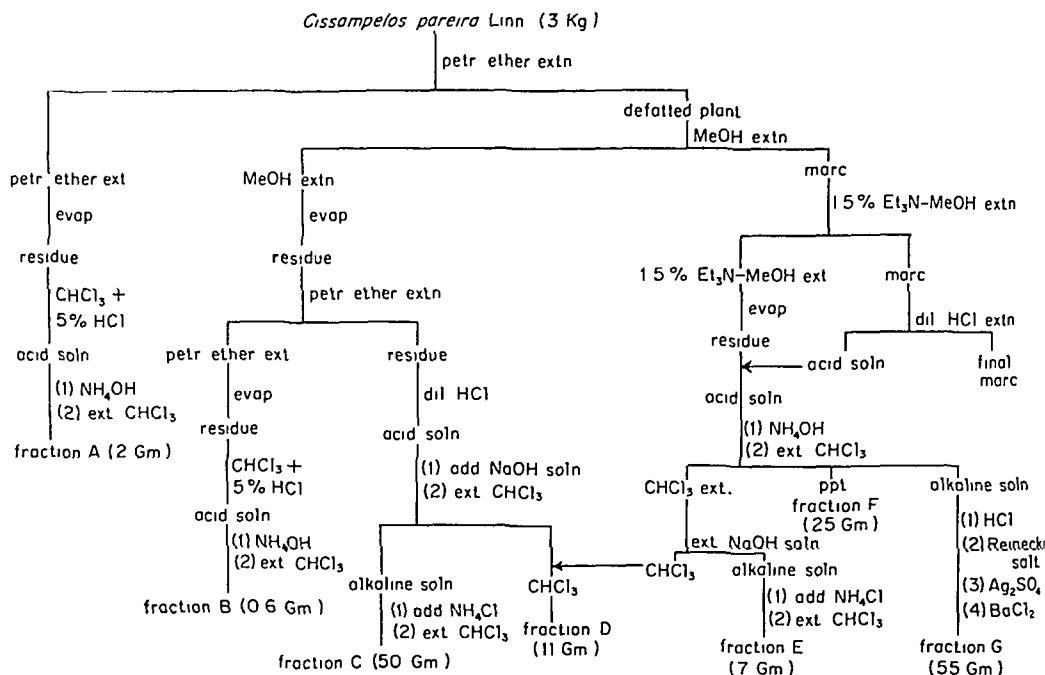 Cissampelos pareira Linn (3 Kg)
petr ether extn
defatted plant
MeOH extn
petr ether ext
evap
residue
CHCl₃ +
5% HCl
acid soln
(1) NH₄OH
(2) ext CHCl₃
fraction A (2 Gm)
MeOH extn
evap
residue
petr ether extn
petr ether ext
evap
residue
CHCl₃ +
5% HCl
acid soln
(1) NH₄OH
(2) ext CHCl₃
fraction B (0 6 Gm)
residue
dil HCl
acid soln
(1) add NaOH soln
(2) ext CHCl₃
alkaline soln
(1) add NH₄Cl
(2) ext CHCl₃
fraction C (50 Gm)
CHCl₃
fraction D
(11 Gm)
marc
1 5% Et₃N–MeOH extn
1 5% Et₃N–MeOH ext
evap
residue
marc
dil HCl extn
acid soln
final
marc
acid soln
(1) NH₄OH
(2) ext CHCl₃
CHCl₃ ext.
ext NaOH soln
CHCl₃
alkaline soln
(1) add NH₄Cl
(2) ext CHCl₃
fraction E
(7 Gm)
ppt
fraction F
(25 Gm)
alkaline soln
(1) HCl
(2) Reineck
salt
(3) Ag₂SO₄
(4) BaCl₂
fraction G
(55 Gm)